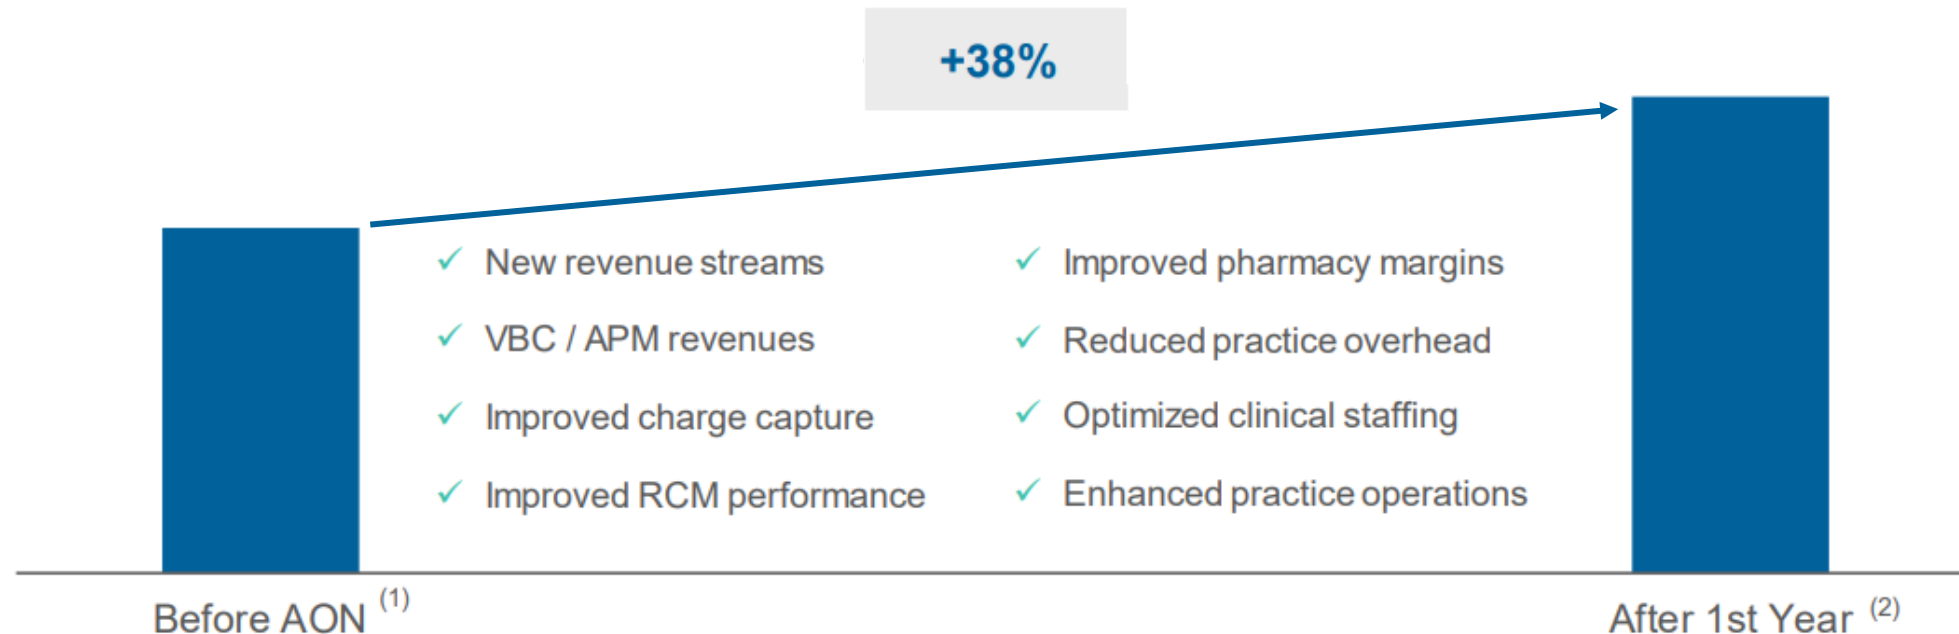 +38%
New revenue streams
VBC / APM revenues
Improved charge capture
Improved RCM performance
Improved pharmacy margins
Reduced practice overhead
Optimized clinical staffing
Enhanced practice operations
Before AON (1)
After 1st Year (2)